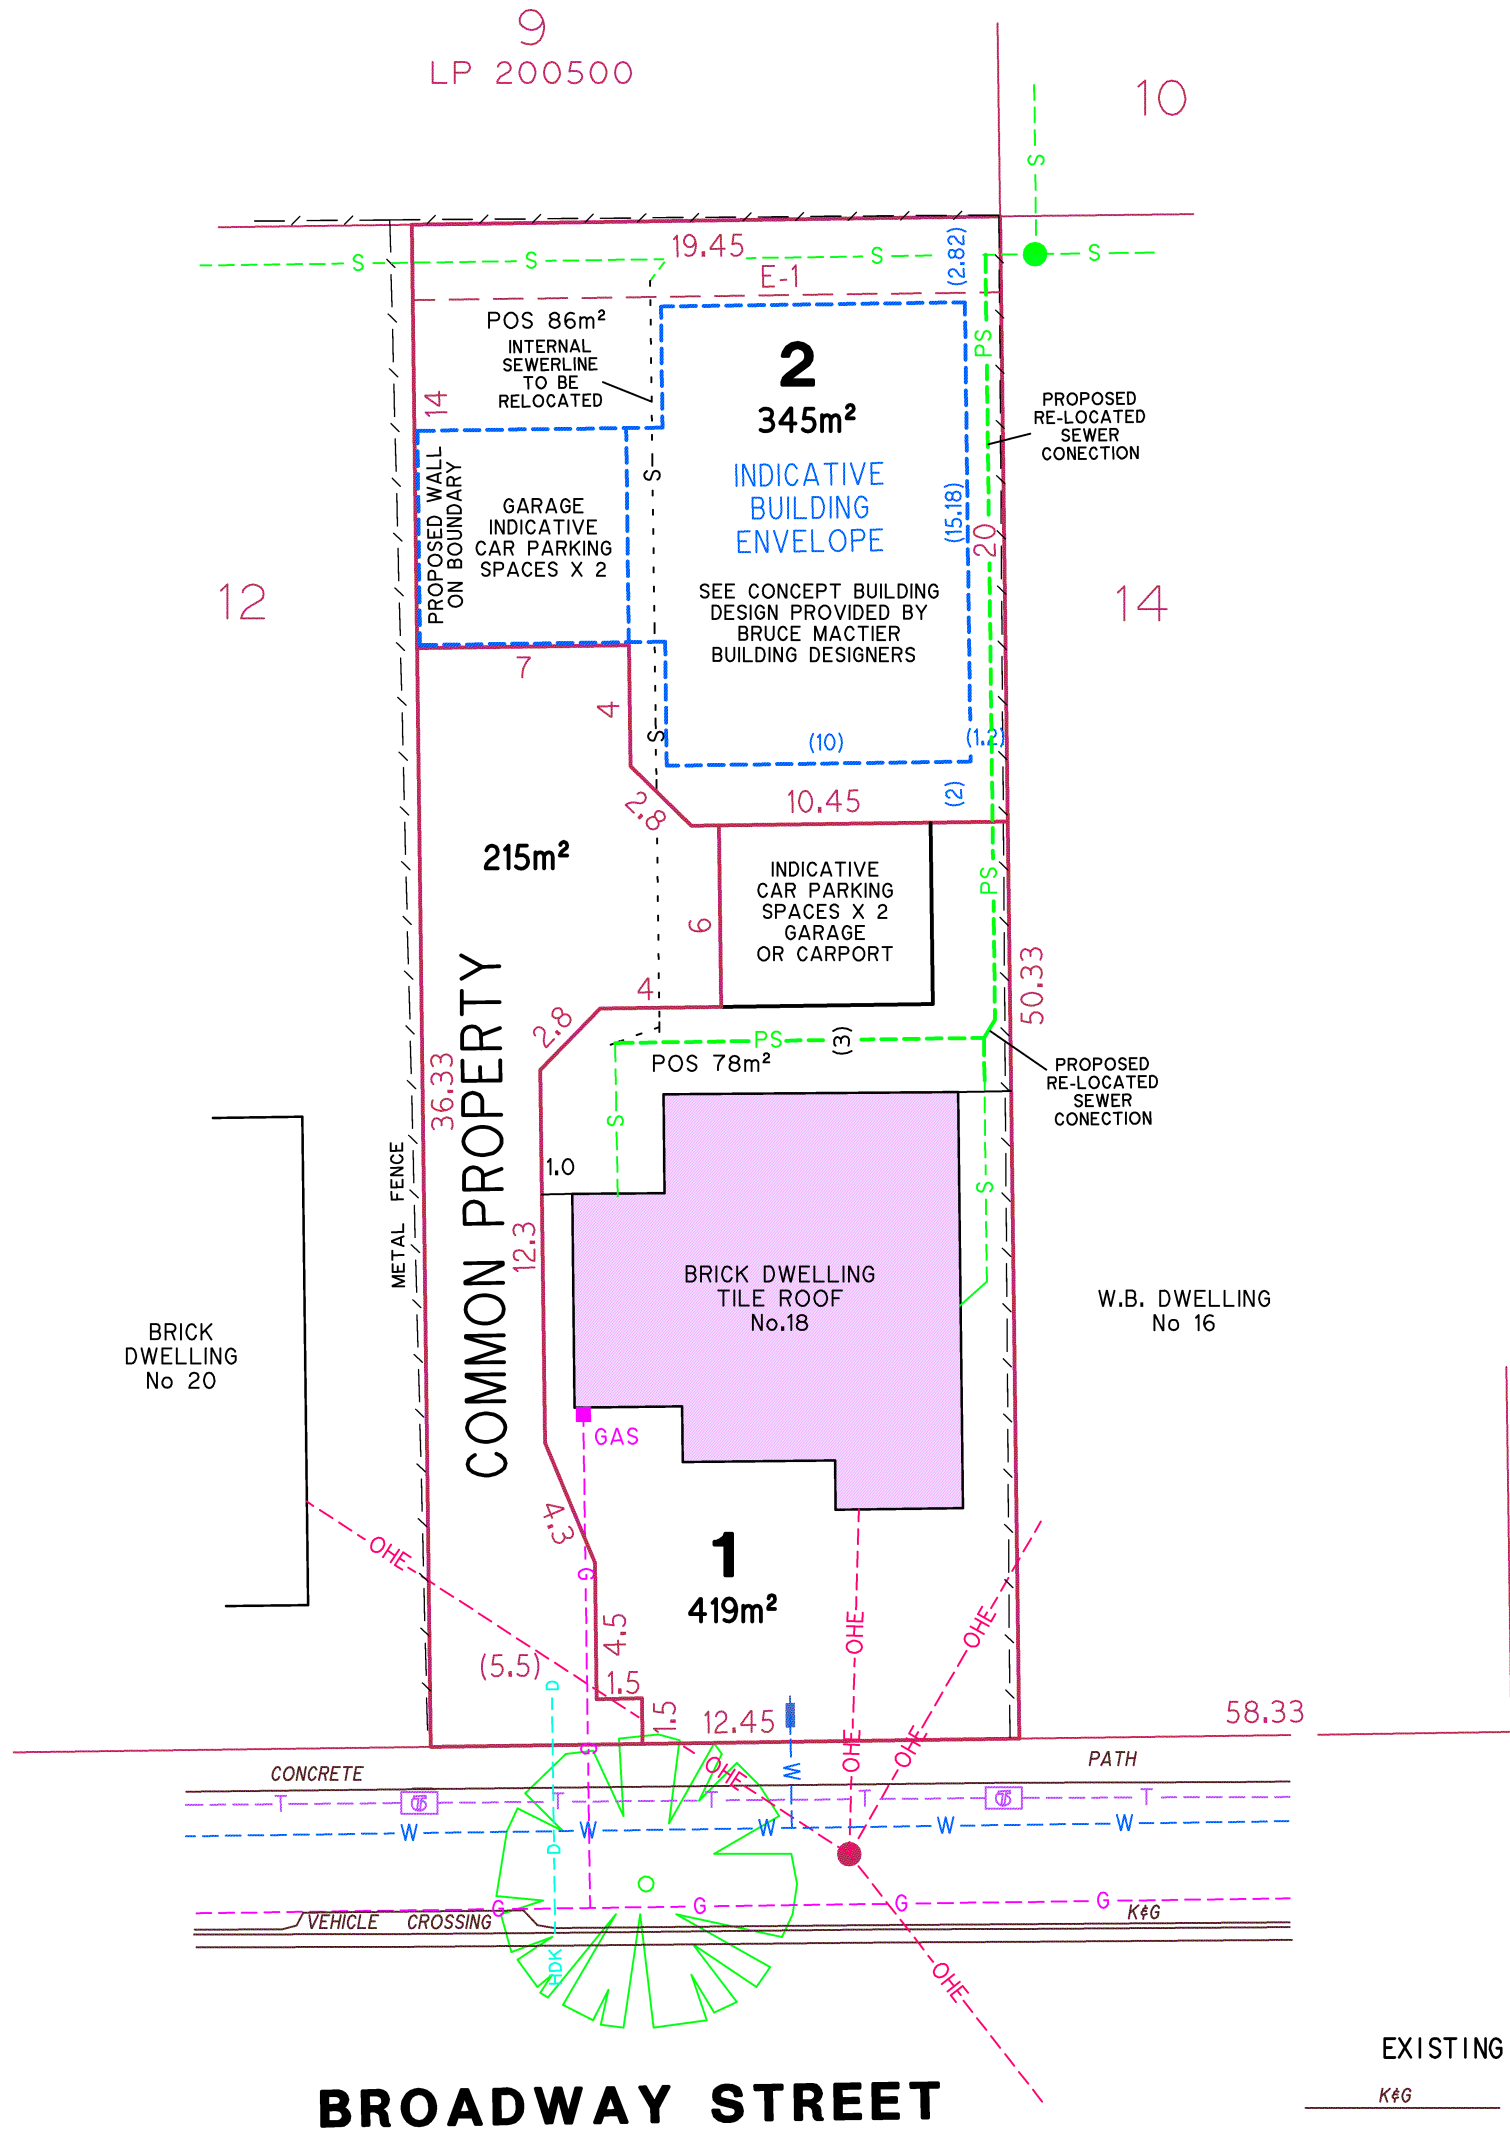 9
LP 200500
10
S
19.45
(2.82)
S
S
S
S
E-1
POS 86m²
INTERNAL
SEWERLINE
TO BE
RELOCATED
2
345m²
PS
14
PROPOSED
RE-LOCATED
SEWER
CONECTION
PROPOSED WALL
ON BOUNDARY
GARAGE
INDICATIVE
CAR PARKING
SPACES X 2
S
INDICATIVE
BUILDING
ENVELOPE
(15.18)
20
SEE CONCEPT BUILDING
DESIGN PROVIDED BY
BRUCE MACTIER
BUILDING DESIGNERS
12
14
7
4
S
(10)
(1.2)
2.8
10.45
(2)
215m²
INDICATIVE
CAR PARKING
SPACES X 2
GARAGE
OR CARPORT
PS
6
4
50.33
2.8
PS
(3)
POS 78m²
PROPOSED
RE-LOCATED
SEWER
CONECTION
36.33
COMMON PROPERTY
S
1.0
METAL FENCE
12.3
S
BRICK DWELLING
TILE ROOF
No.18
W.B. DWELLING
No 16
BRICK
DWELLING
No 20
GAS
4.3
OHE
G
1
419m²
4.5
OHE
OHE
(5.5)
D
1.5
1.5
12.45
58.33
G
OHE
OHE
OHE
W
CONCRETE
PATH
T
T
T
T
T
W
W
W
W
W
D
G
G
G
G
VEHICLE CROSSING
K&G
HDK
OHE
EXISTING
K&G
BROADWAY STREET